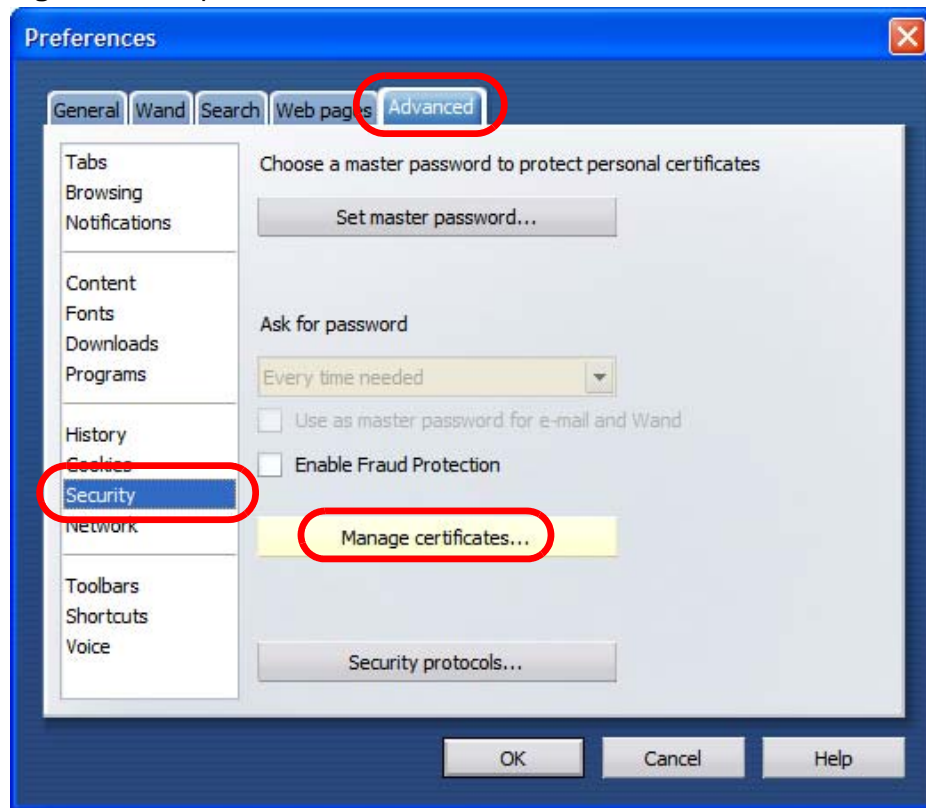 Preferences
General Wand Search Web pages Advanced
Tabs
Browsing
Notifications
Content
Fonts
Downloads
Programs
History
Cookies
Security
Network
Toolbars
Shortcuts
Voice
Choose a master password to protect personal certificates
Set master password...
Ask for password
Every time needed
Use as master password for e-mail and Wand
Enable Fraud Protection
Manage certificates...
Security protocols...
OK Cancel Help